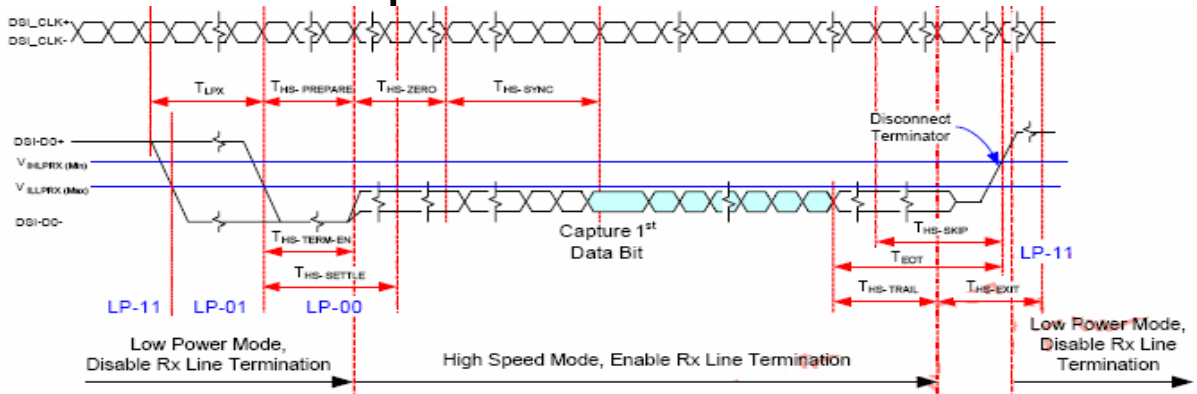 DSI_CLK+
DSI_CLK-
TLPX
THS-PREPARE
THS-ZERO
THS-SYNC
Disconnect
Terminator
DSI-D0+
VIHLPRX (Min)
VILLPRX (Max)
DSI-D0-
Capture 1st
Data Bit
THS-TERM-EN
THS-SKIP
TEOT
LP-11
THS-SETTLE
THS-TRAIL
THS-EXIT
LP-11
LP-01
LP-00
Low Power Mode,
Disable Rx Line Termination
High Speed Mode, Enable Rx Line Termination
Low Power Mode,
Disable Rx Line
Termination